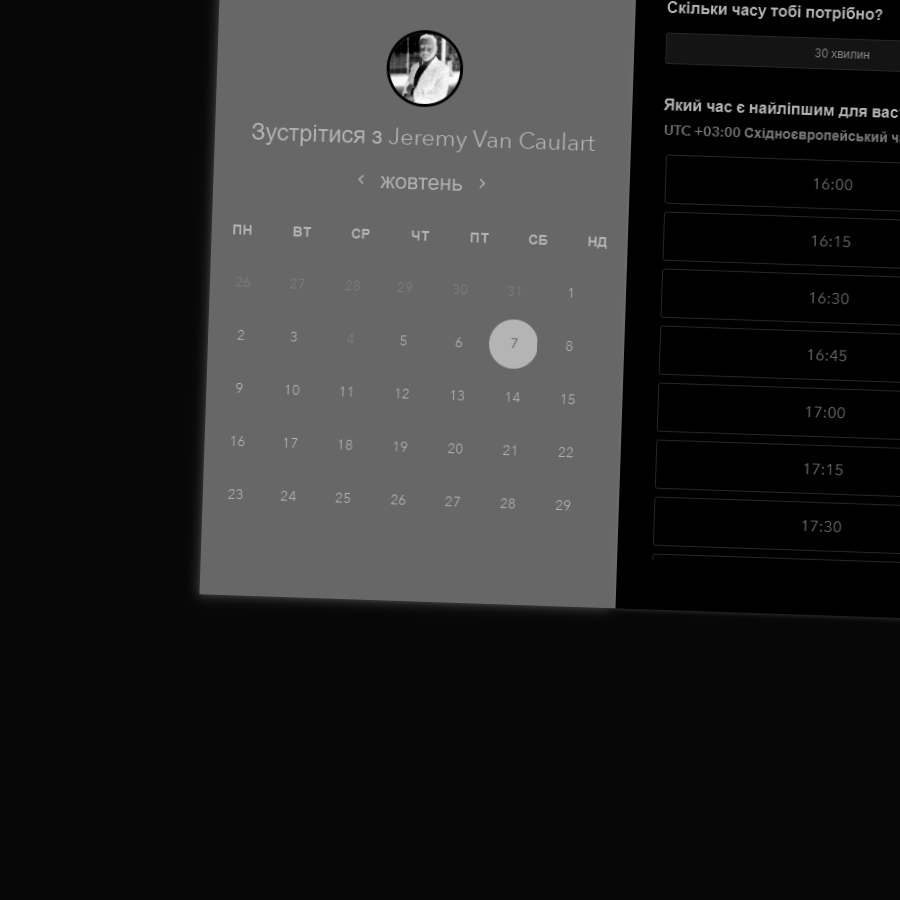 Зустрітися з Jeremy Van Caulart
жовтень
ПН ВТ СР ЧТ ПТ СБ НД
26 27 28 29 30 31 1
2 3 4 5 6 7 8
9 10 11 12 13 14 15
16 17 18 19 20 21 22
23 24 25 26 27 28 29
Скільки часу тобі потрібно?
30 хвилин
Який час є найліпшим для вас
UTC +03:00 Східноєвропейський
16:00
16:15
16:30
16:45
17:00
17:15
17:30